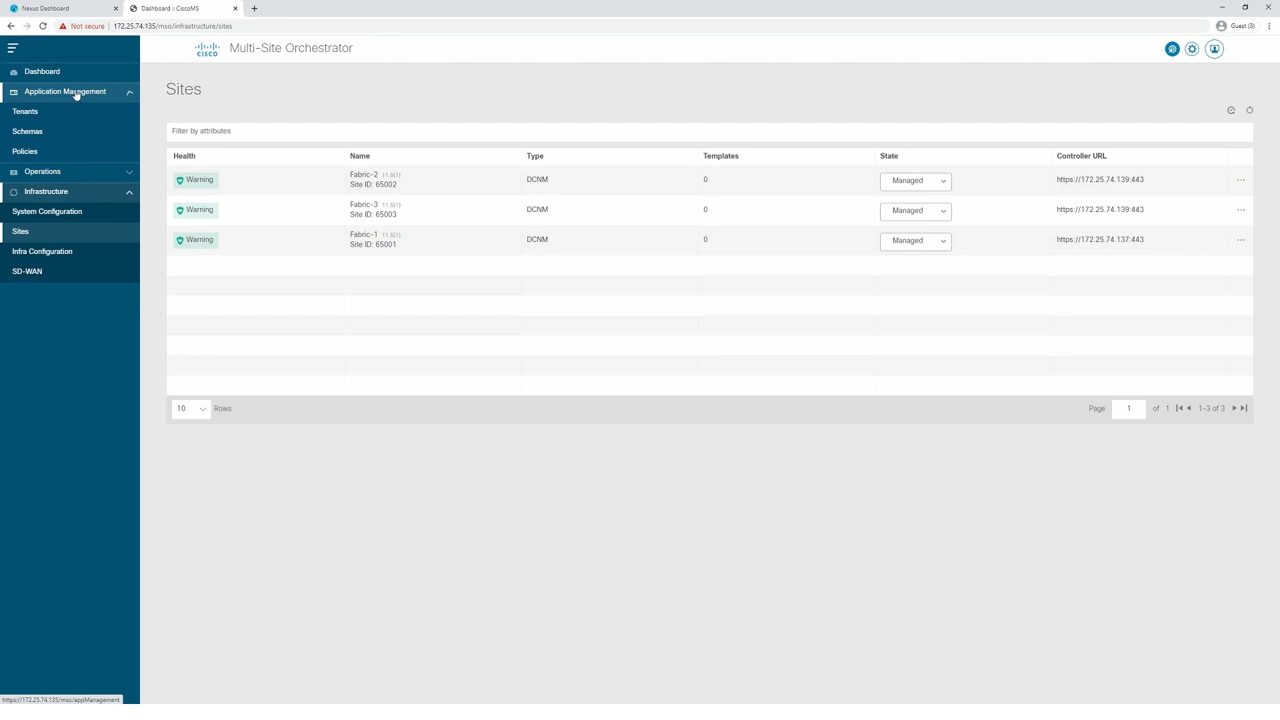 Nexus Dashboard
Dashboard :: CiscoMS
Not secure
172.25.74.135/mso/infrastructure/sites
Guest (3)
CISCO
Multi-Site Orchestrator
Dashboard
Application Management
Tenants
Schemas
Policies
Operations
Infrastructure
System Configuration
Sites
Infra Configuration
SD-WAN
Sites
Filter by attributes
Health Name Type Templates State Controller URL
Warning Fabric-2 11.5(1) DCNM 0 Managed https://172.25.74.139:443
Site ID: 65002
Warning Fabric-3 11.5(1) DCNM 0 Managed https://172.25.74.139:443
Site ID: 65003
Warning Fabric-1 11.5(1) DCNM 0 Managed https://172.25.74.137:443
Site ID: 65001
10 Rows
Page 1 of 1 1-3 of 3
https://172.25.74.135/mso/appManagement